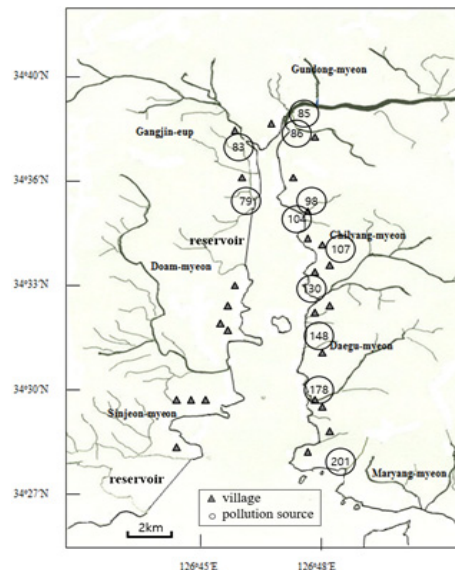 34°40'N
Gundong-myeon
85
86
Gangjin-eup
83
34°36'N
79
98
104
reservoir
Chilyang-myeon
107
34°33'N
Doam-myeon
130
148
Daegu-myeon
34°30'N
178
Sinjeon-myeon
201
reservoir
Maryang-myeon
34°27'N
village
pollution source
2km
126°45'E
126°48'E